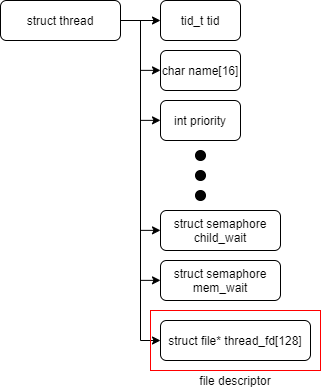 struct thread
tid_t tid
char name[16]
int priority
struct semaphore
child_wait
struct semaphore
mem_wait
struct file* thread_fd[128]
file descriptor